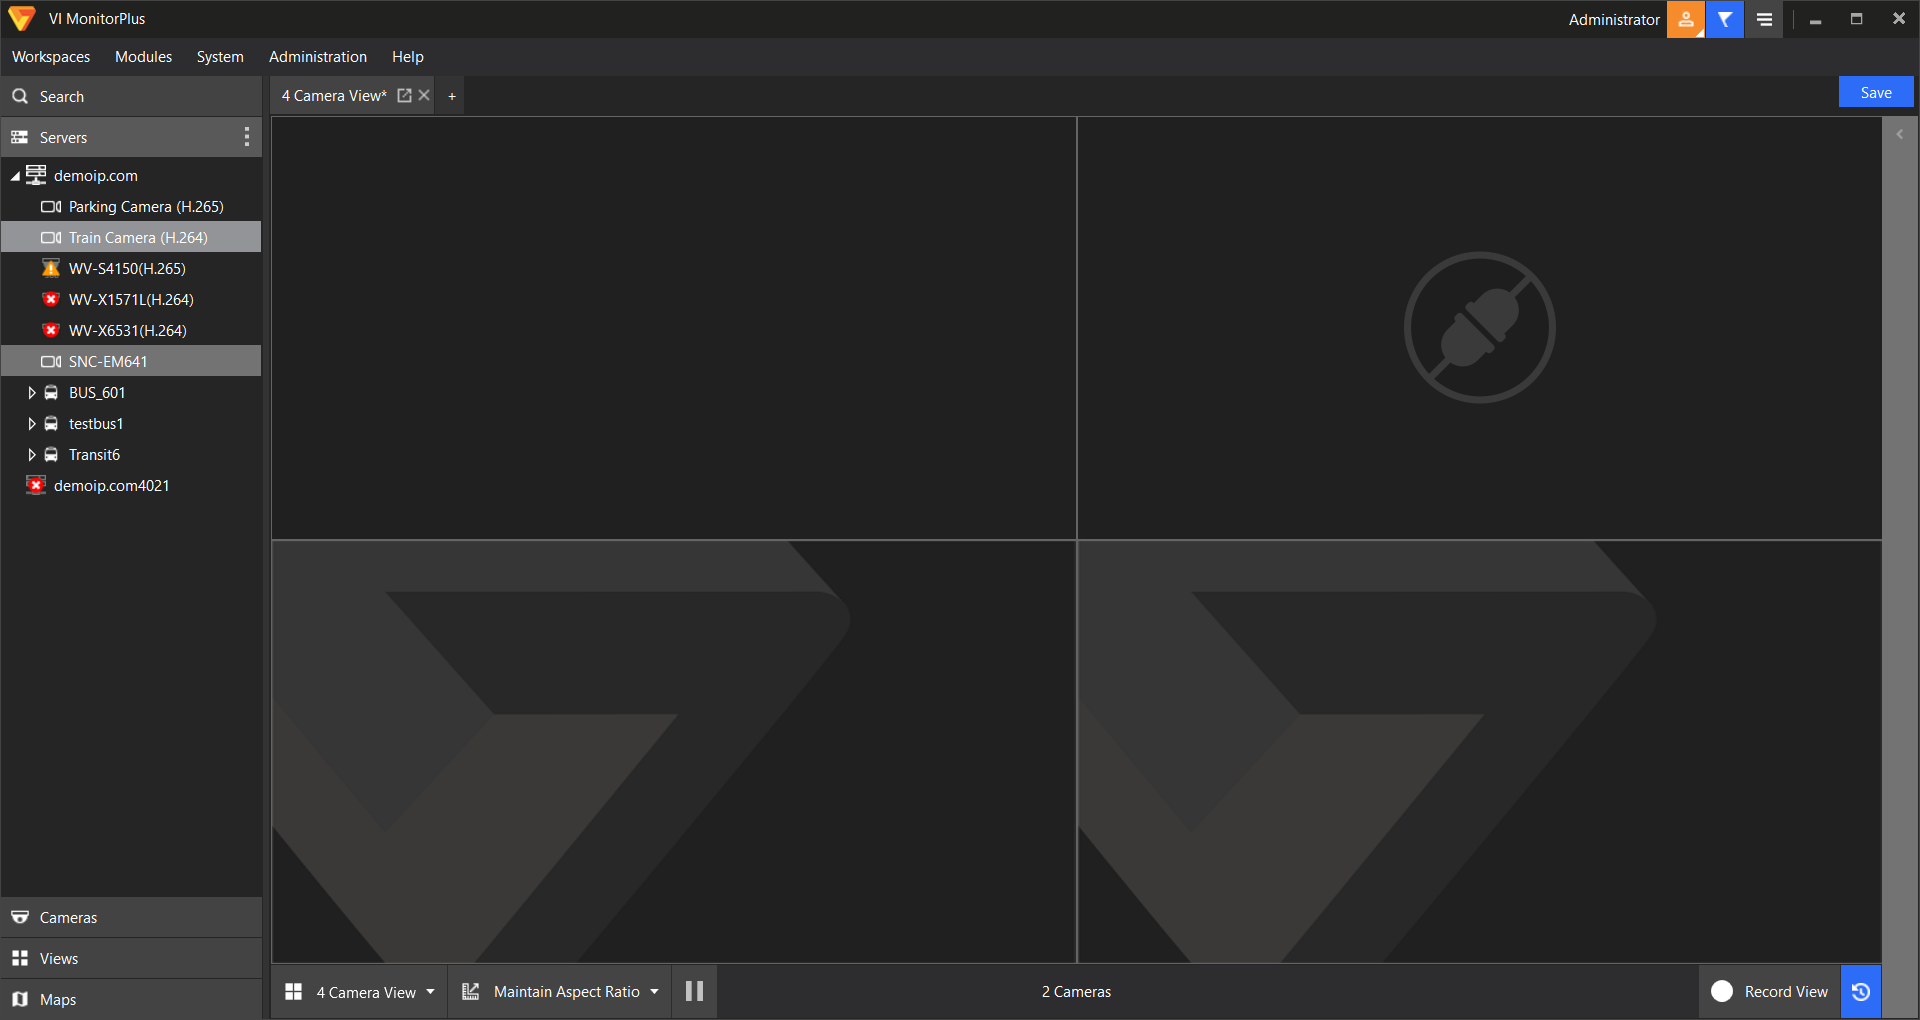 VI MonitorPlus
Administrator
Workspaces Modules System Administration Help
Search
4 Camera View*
+
Save
Servers
demoip.com
Parking Camera (H.265)
Train Camera (H.264)
WV-S4150(H.265)
WV-X1571L(H.264)
WV-X6531(H.264)
SNC-EM641
BUS_601
testbus1
Transit6
demoip.com4021
Cameras
Views
Maps
4 Camera View
Maintain Aspect Ratio
2 Cameras
Record View